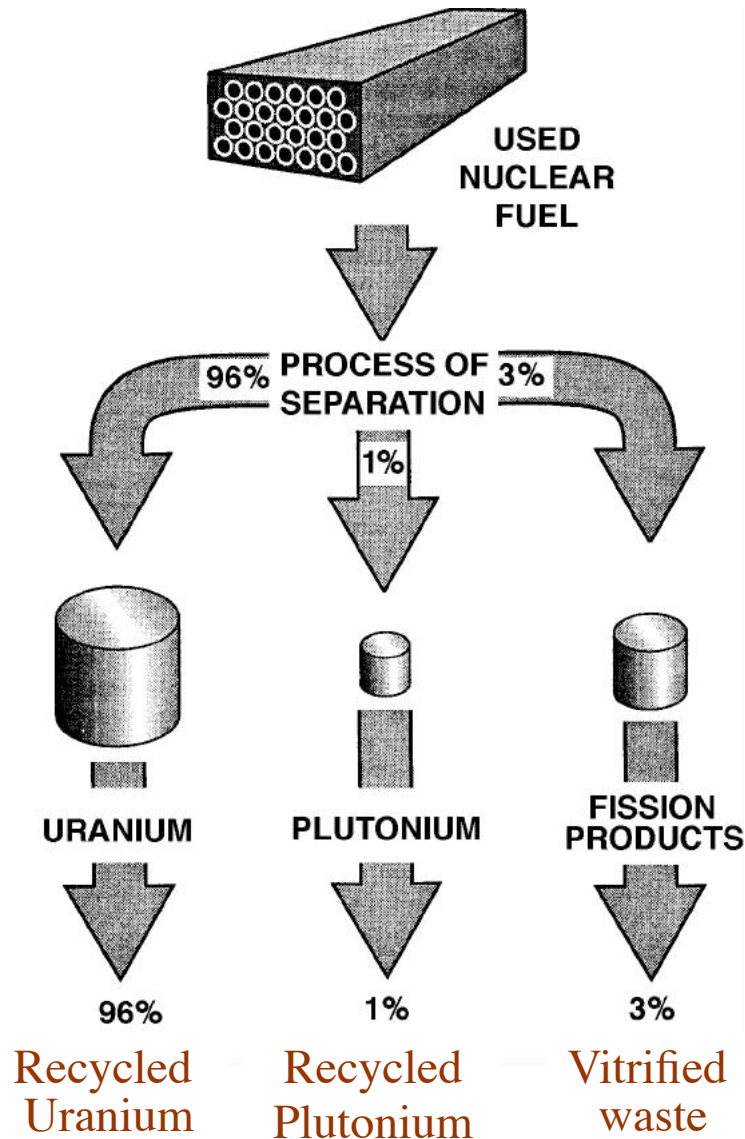 USED
NUCLEAR
FUEL
96%
PROCESS OF
SEPARATION
3%
1%
URANIUM
PLUTONIUM
FISSION
PRODUCTS
96%
1%
3%
Recycled
Uranium
Recycled
Plutonium
Vitrified
waste